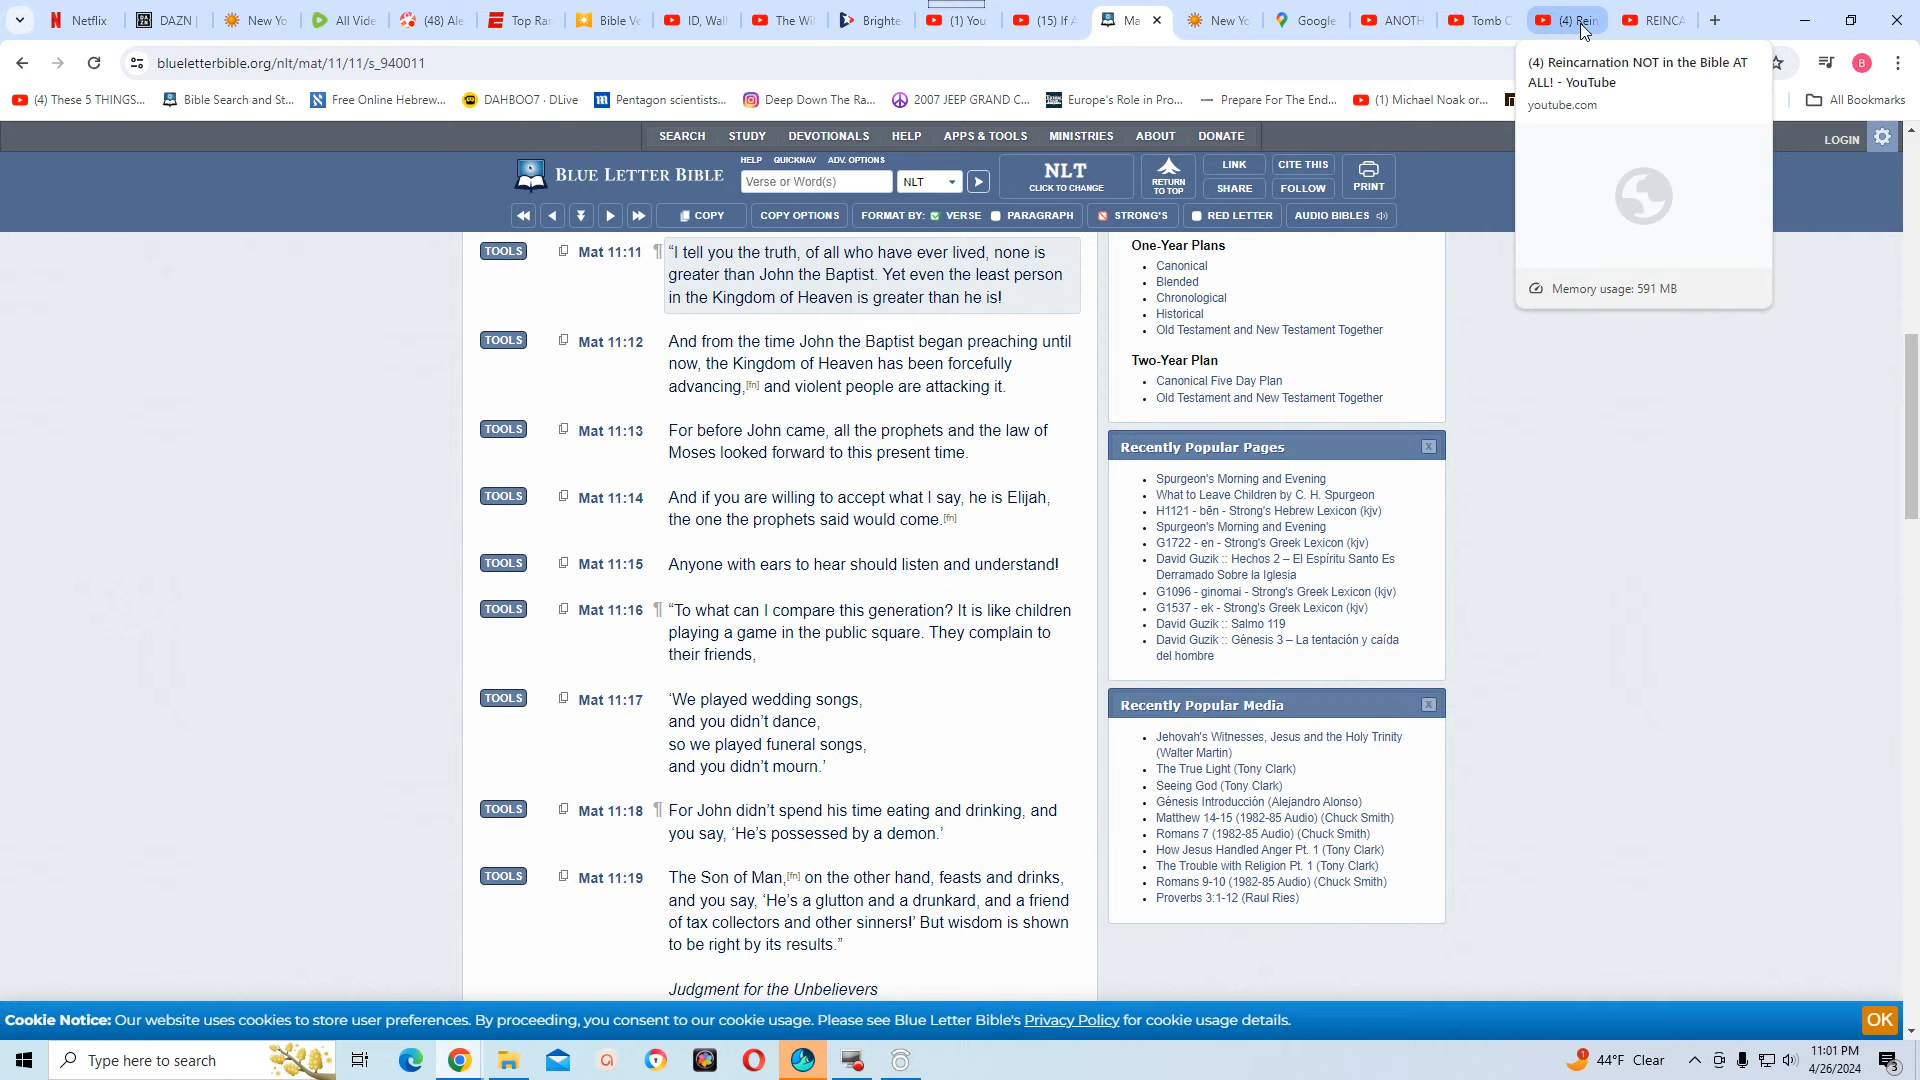 Netflix
DAZN |
New Yo
All Vide
(48) Ale
Top Ran
Bible Ve
ID, Wall
The Wil
Brighte
(1) You
(15) If A
Ma
New Yo
Google
ANOTH
Tomb O
(4) Rein
REINCA
blueletterbible.org/nlt/mat/11/11/s_940011
(4) These 5 THINGS...
Bible Search and St...
Free Online Hebrew...
DAHBOO7 · DLive
Pentagon scientists...
Deep Down The Ra...
2007 JEEP GRAND C...
Europe's Role in Pro...
Prepare For The End...
(1) Michael Noak or...
All Bookmarks
(4) Reincarnation NOT in the Bible AT
ALL! - YouTube
youtube.com
Memory usage: 591 MB
SEARCH STUDY DEVOTIONALS HELP APPS & TOOLS MINISTRIES ABOUT DONATE
LOGIN
BLUE LETTER BIBLE
HELP QUICKNAV ADV. OPTIONS
Verse or Word(s)
NLT
NLT
CLICK TO CHANGE
RETURN
TO TOP
LINK
CITE THIS
SHARE
FOLLOW
PRINT
COPY
COPY OPTIONS
FORMAT BY: VERSE PARAGRAPH
STRONG'S
RED LETTER
AUDIO BIBLES
TOOLS Mat 11:11 ¶ “I tell you the truth, of all who have ever lived, none is
greater than John the Baptist. Yet even the least person
in the Kingdom of Heaven is greater than he is!
TOOLS Mat 11:12 And from the time John the Baptist began preaching until
now, the Kingdom of Heaven has been forcefully
advancing,[fn] and violent people are attacking it.
TOOLS Mat 11:13 For before John came, all the prophets and the law of
Moses looked forward to this present time.
TOOLS Mat 11:14 And if you are willing to accept what I say, he is Elijah,
the one the prophets said would come.[fn]
TOOLS Mat 11:15 Anyone with ears to hear should listen and understand!
TOOLS Mat 11:16 ¶ “To what can I compare this generation? It is like children
playing a game in the public square. They complain to
their friends,
TOOLS Mat 11:17 ‘We played wedding songs,
and you didn’t dance,
so we played funeral songs,
and you didn’t mourn.’
TOOLS Mat 11:18 ¶ For John didn’t spend his time eating and drinking, and
you say, ‘He’s possessed by a demon.’
TOOLS Mat 11:19 The Son of Man,[fn] on the other hand, feasts and drinks,
and you say, ‘He’s a glutton and a drunkard, and a friend
of tax collectors and other sinners!’ But wisdom is shown
to be right by its results.”
Judgment for the Unbelievers
One-Year Plans
Canonical
Blended
Chronological
Historical
Old Testament and New Testament Together
Two-Year Plan
Canonical Five Day Plan
Old Testament and New Testament Together
Recently Popular Pages
x
Spurgeon's Morning and Evening
What to Leave Children by C. H. Spurgeon
H1121 - bēn - Strong's Hebrew Lexicon (kjv)
Spurgeon's Morning and Evening
G1722 - en - Strong's Greek Lexicon (kjv)
David Guzik :: Hechos 2 – El Espíritu Santo Es
Derramado Sobre la Iglesia
G1096 - ginomai - Strong's Greek Lexicon (kjv)
G1537 - ek - Strong's Greek Lexicon (kjv)
David Guzik :: Salmo 119
David Guzik :: Génesis 3 – La tentación y caída
del hombre
Recently Popular Media
x
Jehovah's Witnesses, Jesus and the Holy Trinity
(Walter Martin)
The True Light (Tony Clark)
Seeing God (Tony Clark)
Génesis Introducción (Alejandro Alonso)
Matthew 14-15 (1982-85 Audio) (Chuck Smith)
Romans 7 (1982-85 Audio) (Chuck Smith)
How Jesus Handled Anger Pt. 1 (Tony Clark)
The Trouble with Religion Pt. 1 (Tony Clark)
Romans 9-10 (1982-85 Audio) (Chuck Smith)
Proverbs 3:1-12 (Raul Ries)
Cookie Notice: Our website uses cookies to store user preferences. By proceeding, you consent to our cookie usage. Please see Blue Letter Bible's Privacy Policy for cookie usage details.
OK
Type here to search
44°F Clear
11:01 PM
4/26/2024
3